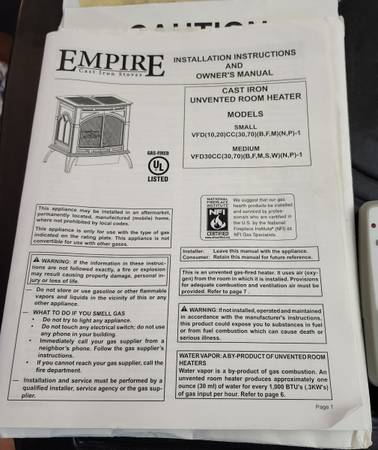 CAUTION
EMPIRE
Cast Iron Stoves
INSTALLATION INSTRUCTIONS
AND
OWNER'S MANUAL
CAST IRON
UNVENTED ROOM HEATER
MODELS
SMALL
VFD(10,20)CC(30,70)(B,F,M)(N,P)-1
MEDIUM
VFD30CC(30,70)(B,F,M,S,W)(N,P)-1
GAS-FIRED
UL
LISTED
This appliance may be installed in an aftermarket,
permanently located, manufactured (mobile) home,
where not prohibited by local codes.
This appliance is only for use with the type of gas
indicated on the rating plate. This appliance is not
convertible for use with other gases.
WARNING: If the information in these instruc-
tions are not followed exactly, a fire or explosion
may result causing property damage, personal in-
jury or loss of life.
— Do not store or use gasoline or other flammable
vapors and liquids in the vicinity of this or any
other appliance.
— WHAT TO DO IF YOU SMELL GAS
• Do not try to light any appliance.
• Do not touch any electrical switch; do not use
any phone in your building.
• Immediately call your gas supplier from a
neighbor's phone. Follow the gas supplier's
instructions.
• If you cannot reach your gas supplier, call the
fire department.
— Installation and service must be performed by a
qualified installer, service agency or the gas sup-
plier.
NATIONAL
FIREPLACE
INSTITUTE
NFI
CERTIFIED
We suggest that our gas
hearth products be installed
and serviced by profes-
sionals who are certified in
the U.S. by the National
Fireplace Institute® (NFI) as
NFI Gas Specialists.
Installer: Leave this manual with the appliance.
Consumer: Retain this manual for future reference.
This is an unvented gas-fired heater. It uses air (oxy-
gen) from the room in which it is installed. Provisions
for adequate combustion and ventilation air must be
provided. Refer to page 7 .
WARNING: If not installed, operated and maintained
in accordance with the manufacturer's instructions,
this product could expose you to substances in fuel
or from fuel combustion which can cause death or
serious illness.
WATER VAPOR: A BY-PRODUCT OF UNVENTED ROOM
HEATERS
Water vapor is a by-product of gas combustion. An
unvented room heater produces approximately one
ounce (30 ml) of water for every 1,000 BTU's (.3KW's)
of gas input per hour. Refer to page 6.
Page 1